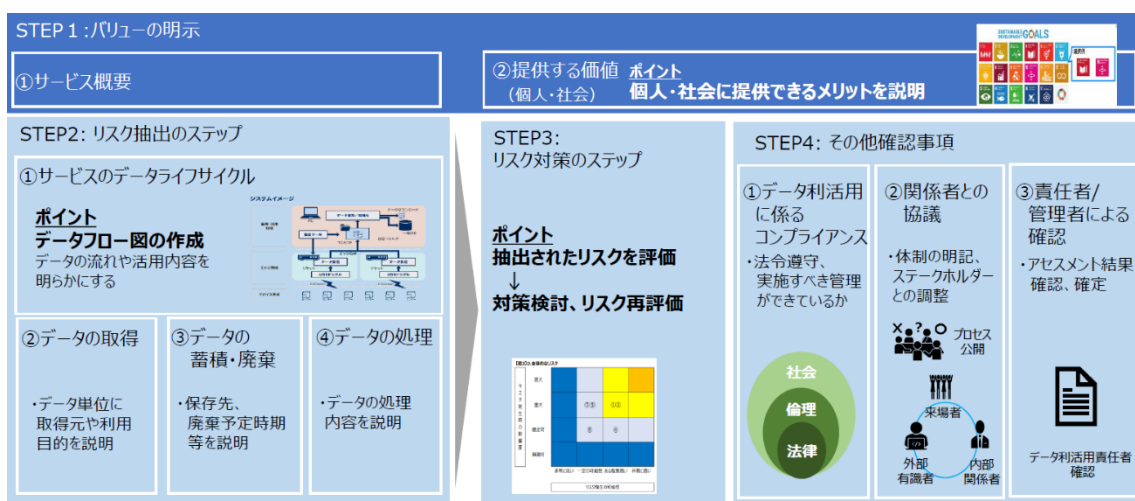 STEP1:バリューの明示
①サービス概要
②提供する価値 ポイント
(個人・社会) 個人・社会に提供できるメリットを説明
SUSTAINABLE
DEVELOPMENT GOALS
STEP2: リスク抽出のステップ
①サービスのデータライフサイクル
ポイント
データフロー図の作成
データの流れや活用内容を
明らかにする
システムイメージ
②データの取得
・データ単位に
取得元や利用
目的を説明
③データの
蓄積・廃棄
・保存先、
廃棄予定時期
等を説明
④データの処理
・データの処理
内容を説明
STEP3:
リスク対策のステップ
ポイント
抽出されたリスクを評価
↓
対策検討、リスク再評価
STEP4: その他確認事項
①データ利活用
に係る
コンプライアンス
・法令遵守、
実施すべき管理
ができているか
社会
倫理
法律
②関係者との
協議
・体制の明記、
ステークホルダー
との調整
プロセス
公開
来場者
外部
有識者
内部
関係者
③責任者/
管理者による
確認
・アセスメント結果
確認、確定
データ利活用責任者
確認